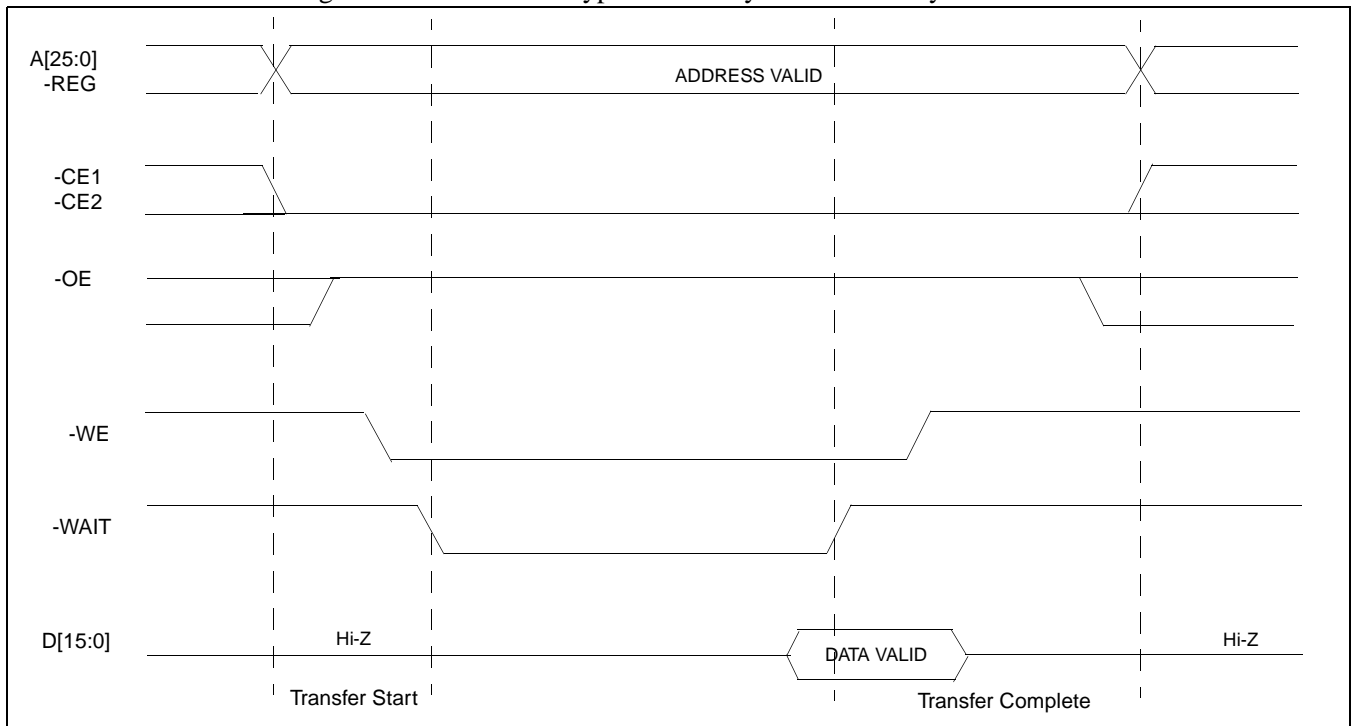 A[25:0]
-REG
ADDRESS VALID
-CE1
-CE2
-OE
-WE
-WAIT
D[15:0]
Hi-Z
DATA VALID
Hi-Z
Transfer Start
Transfer Complete